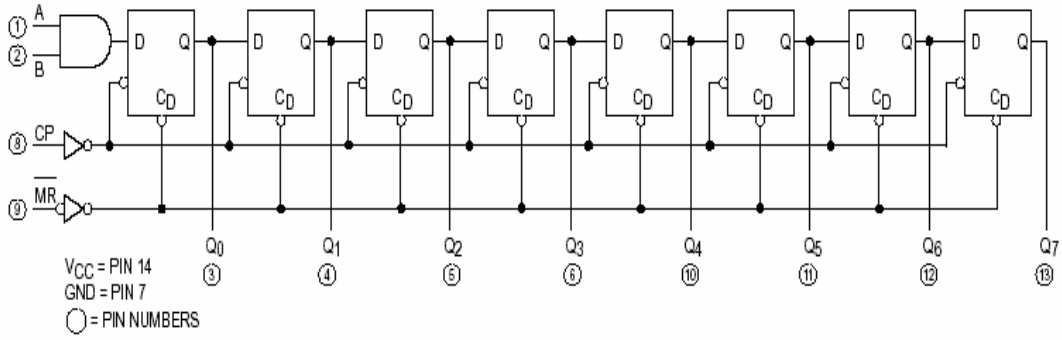 A
1
D Q D Q D Q D Q D Q D Q D Q D Q
2
B
CD CD CD CD CD CD CD CD
8 CP
9 MR
Q0 Q1 Q2 Q3 Q4 Q5 Q6 Q7
3 4 5 6 10 11 12 13
VCC = PIN 14
GND = PIN 7
= PIN NUMBERS